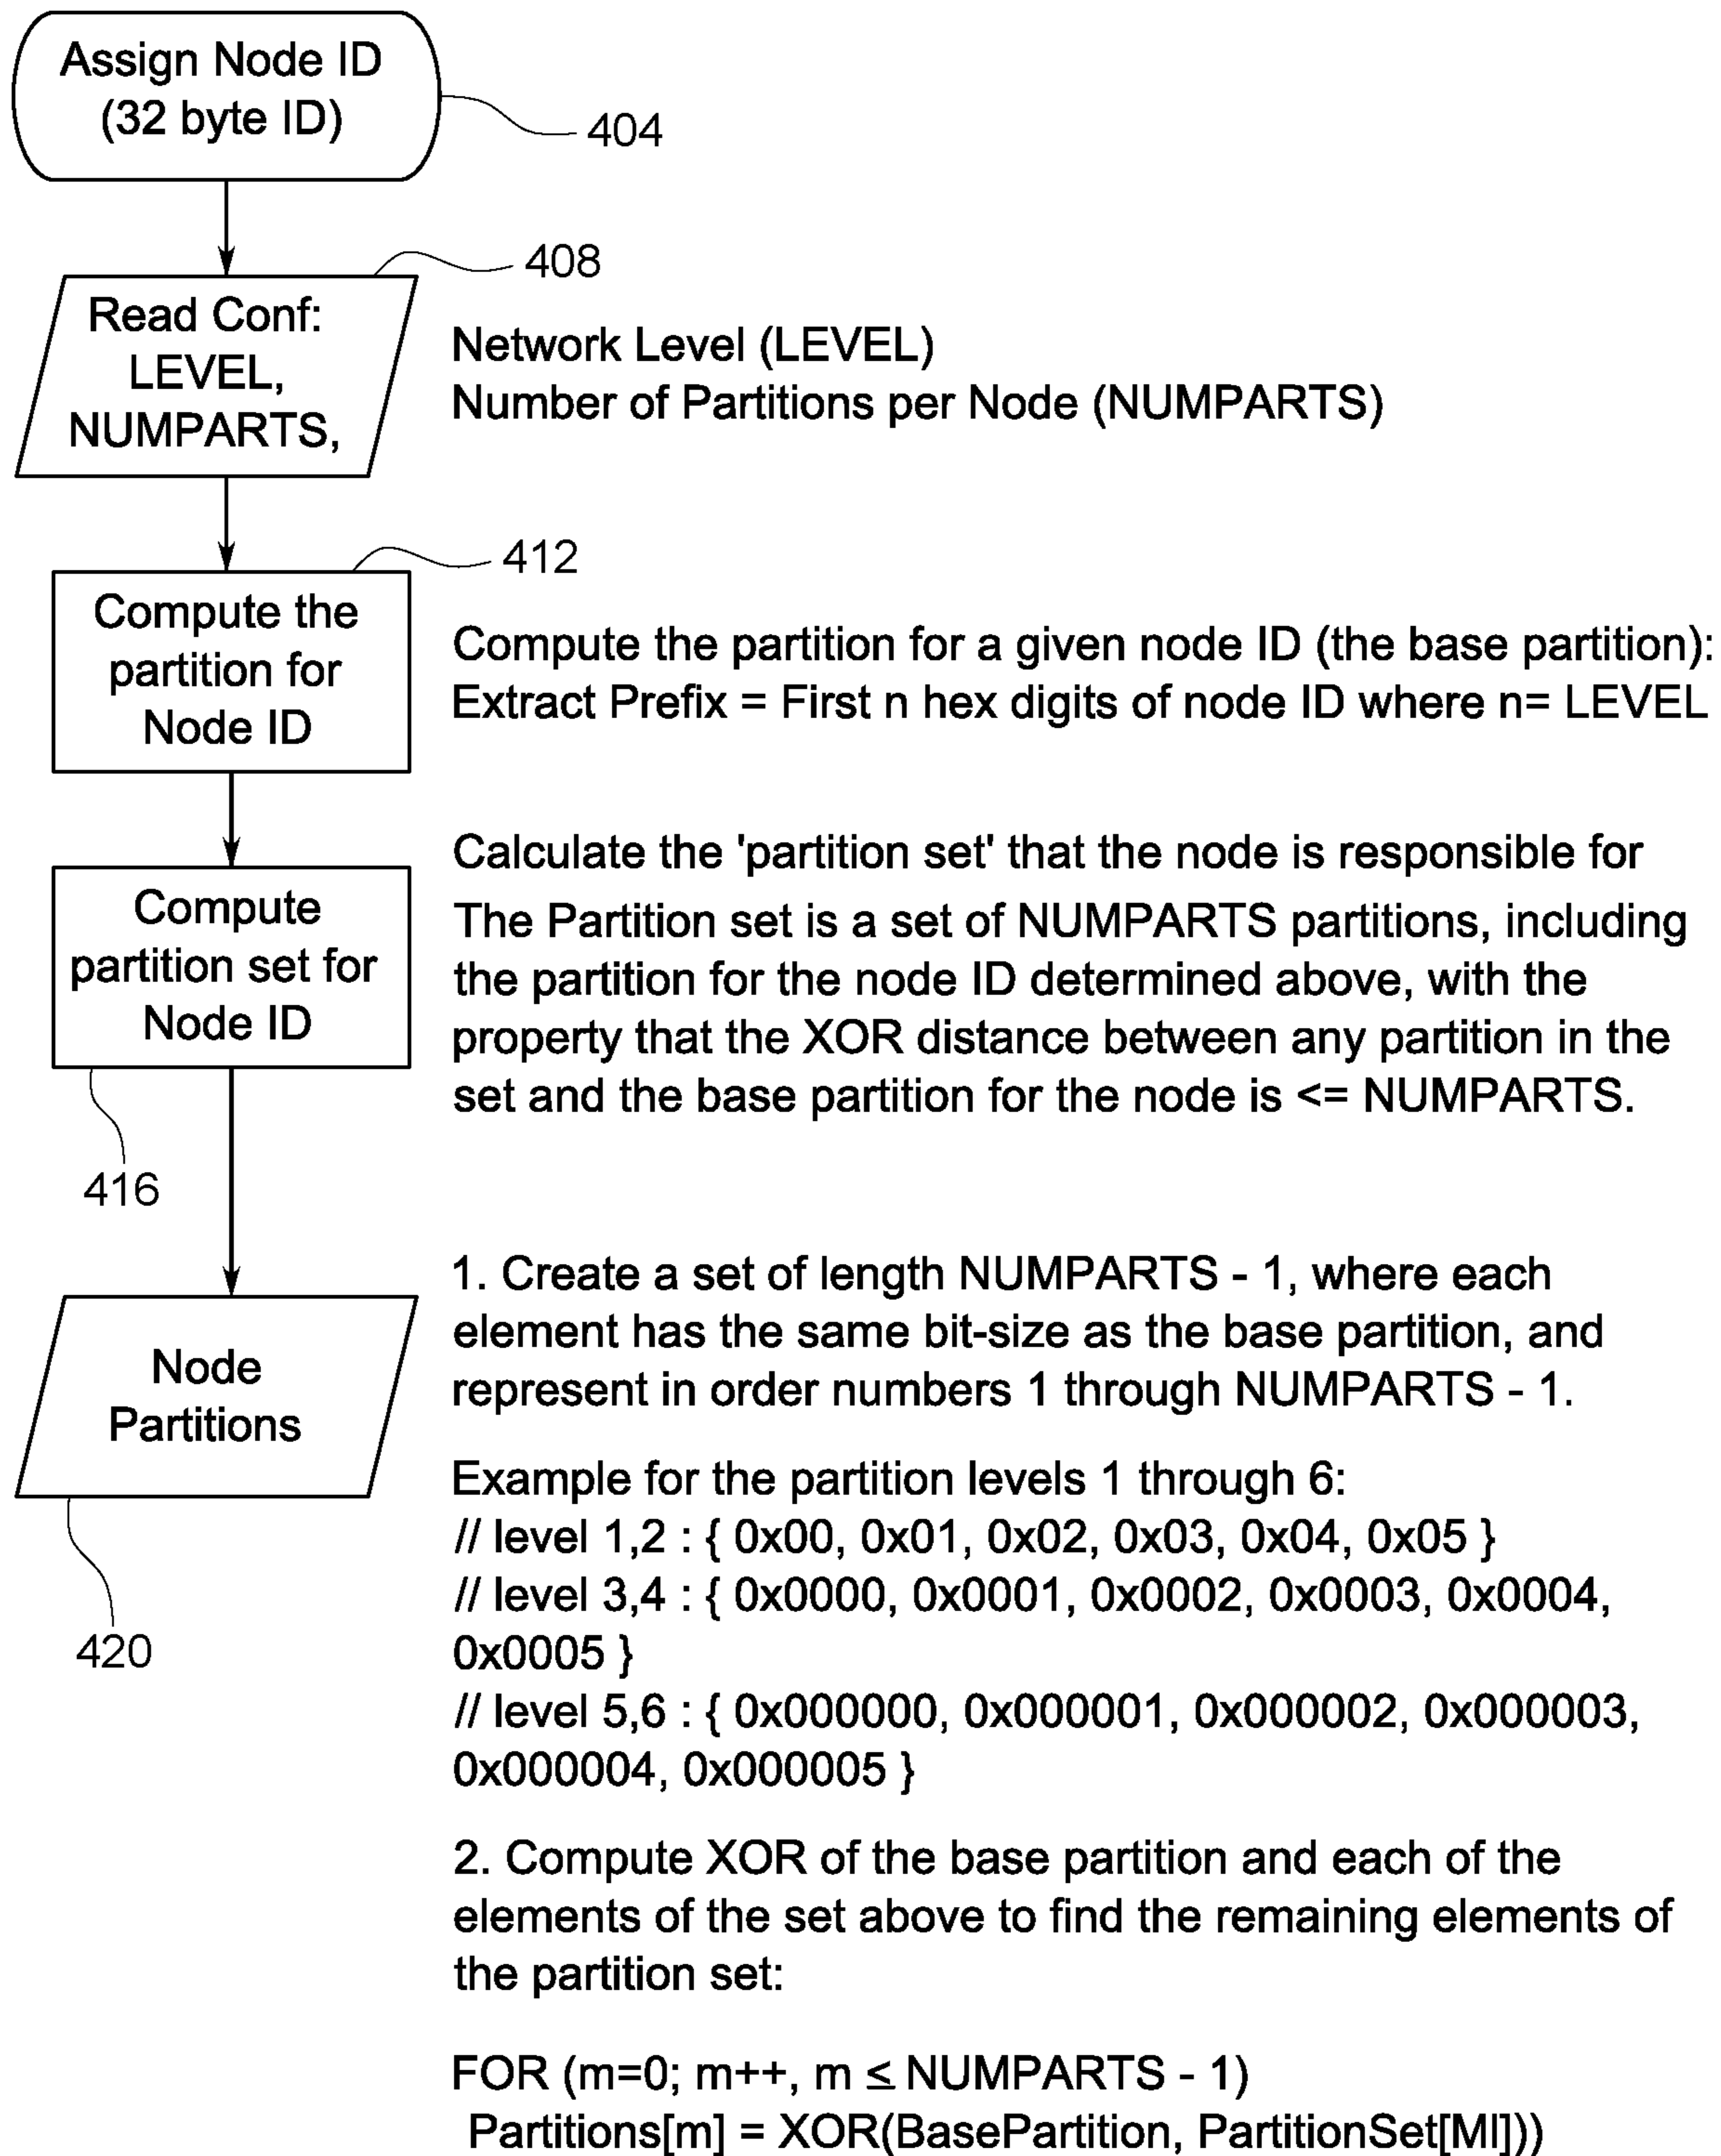 Assign Node ID
(32 byte ID)
404
408
Read Conf:
LEVEL,
NUMPARTS,
Network Level (LEVEL)
Number of Partitions per Node (NUMPARTS)
412
Compute the
partition for
Node ID
Compute the partition for a given node ID (the base partition):
Extract Prefix = First n hex digits of node ID where n= LEVEL
Compute
partition set for
Node ID
416
Calculate the 'partition set' that the node is responsible for
The Partition set is a set of NUMPARTS partitions, including
the partition for the node ID determined above, with the
property that the XOR distance between any partition in the
set and the base partition for the node is <= NUMPARTS.
Node
Partitions
420
1. Create a set of length NUMPARTS - 1, where each
element has the same bit-size as the base partition, and
represent in order numbers 1 through NUMPARTS - 1.
Example for the partition levels 1 through 6:
// level 1,2 : { 0x00, 0x01, 0x02, 0x03, 0x04, 0x05 }
// level 3,4 : { 0x0000, 0x0001, 0x0002, 0x0003, 0x0004,
0x0005 }
// level 5,6 : { 0x000000, 0x000001, 0x000002, 0x000003,
0x000004, 0x000005 }
2. Compute XOR of the base partition and each of the
elements of the set above to find the remaining elements of
the partition set:
FOR (m=0; m++, m ≤ NUMPARTS - 1)
Partitions[m] = XOR(BasePartition, PartitionSet[MI]))